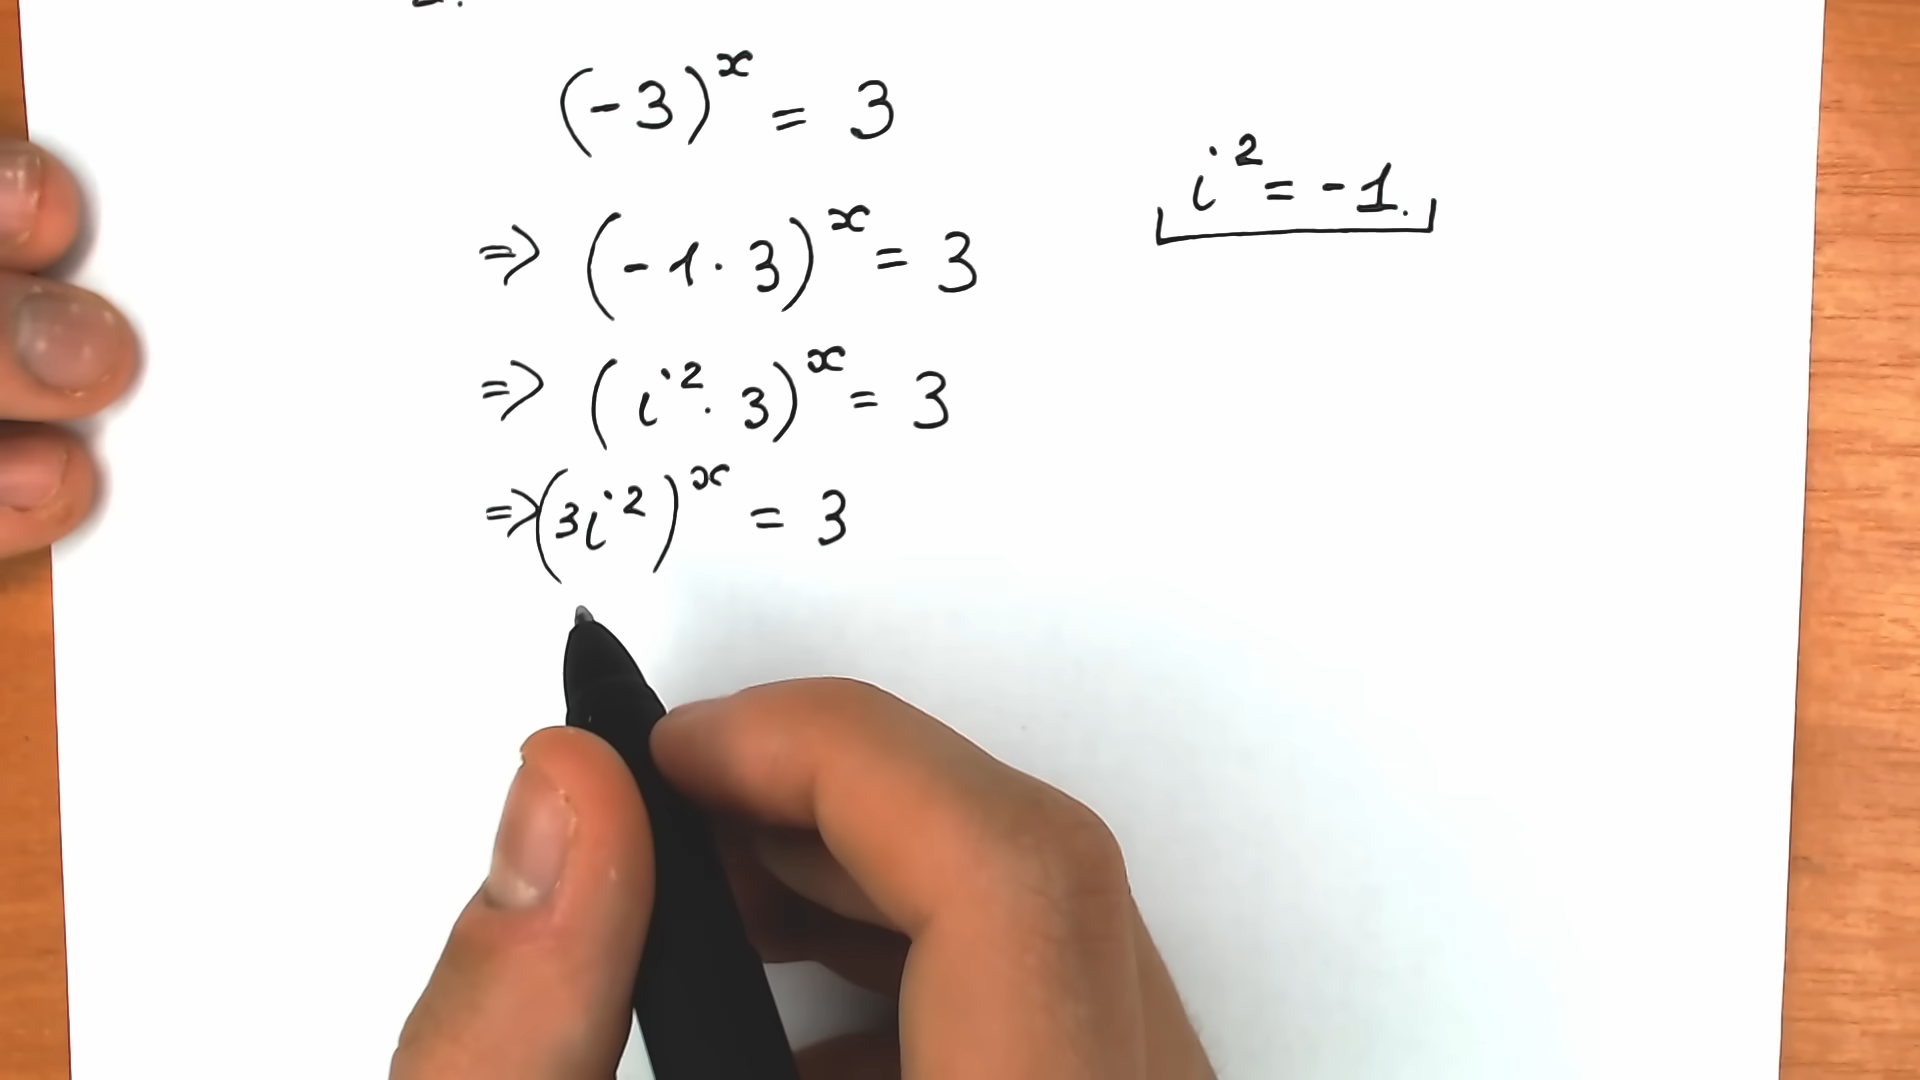 (-3)^x = 3
i^2 = -1.
=> (-1 · 3)^x = 3
=> (i^2 · 3)^x = 3
=> (3i^2)^x = 3